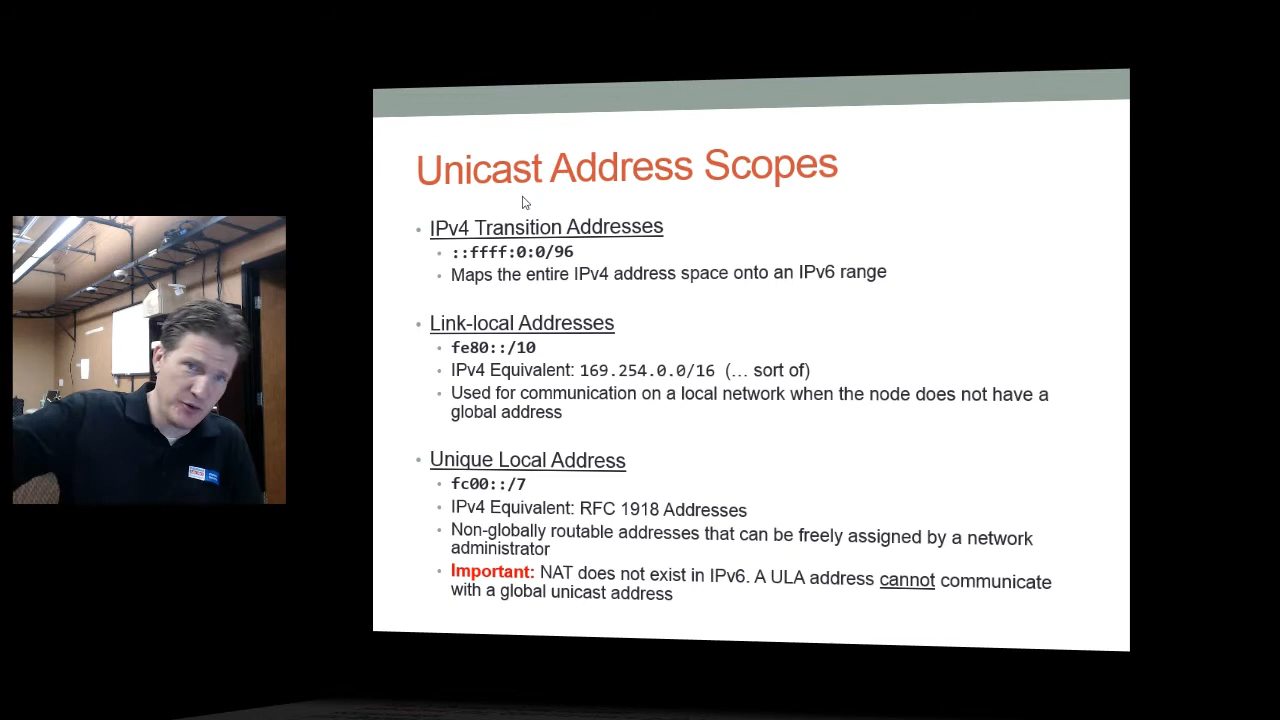 Unicast Address Scopes
• IPv4 Transition Addresses
• ::ffff:0:0/96
• Maps the entire IPv4 address space onto an IPv6 range
• Link-local Addresses
• fe80::/10
• IPv4 Equivalent: 169.254.0.0/16 (… sort of)
• Used for communication on a local network when the node does not have a
global address
• Unique Local Address
• fc00::/7
• IPv4 Equivalent: RFC 1918 Addresses
• Non-globally routable addresses that can be freely assigned by a network
administrator
• Important: NAT does not exist in IPv6. A ULA address cannot communicate
with a global unicast address